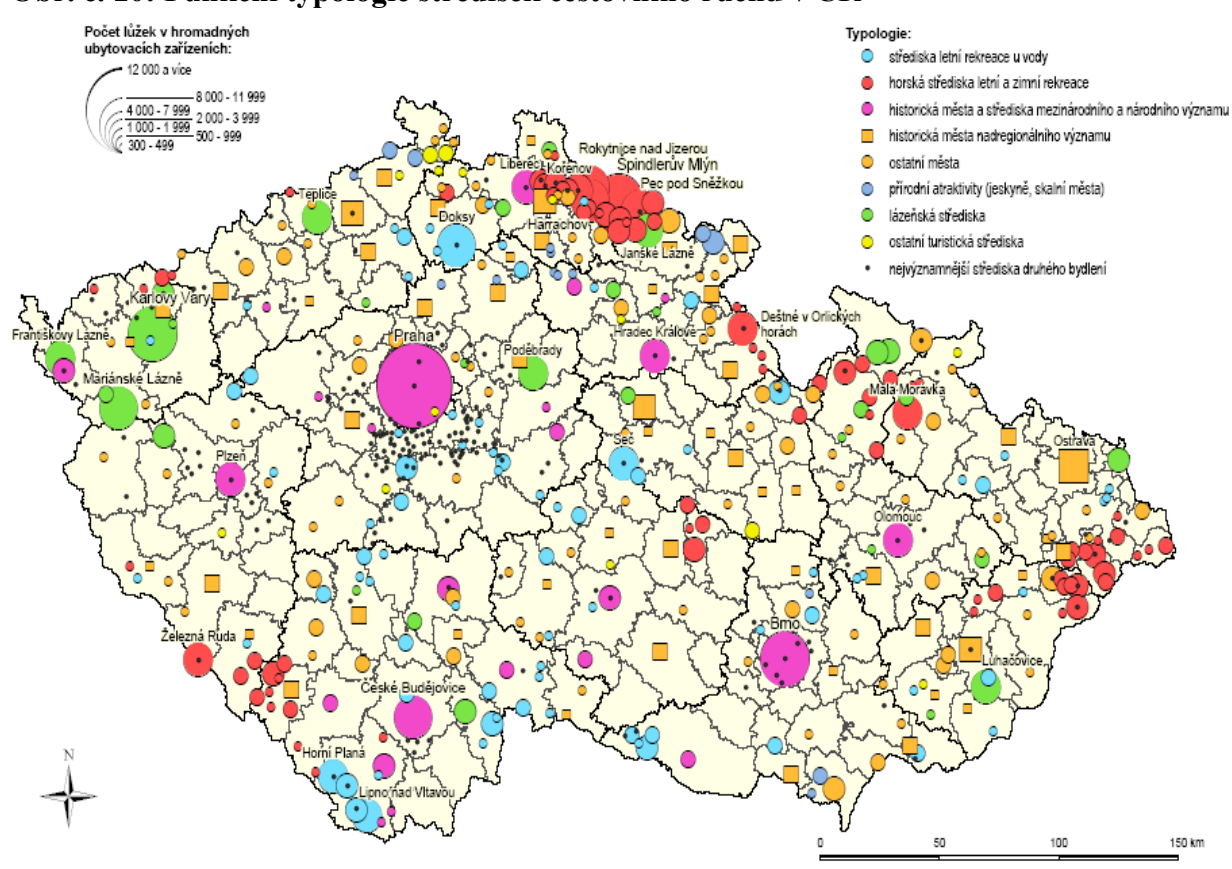 Počet lůžek v hromadných
ubytovacích zařízeních:
12 000 a více
8 000 - 11 999
4 000 - 7 999
2 000 - 3 999
1 000 - 1 999
500 - 999
300 - 499
Typologie:
střediska letní rekreace u vody
horská střediska letní a zimní rekreace
historická města a střediska mezinárodního a národního významu
historická města nadregionálního významu
ostatní města
přírodní atraktivity (jeskyně, skalní města)
lázeňská střediska
ostatní turistická střediska
nejvýznamnější střediska druhého bydlení
Rokytnice nad Jizerou
Liberec
Kořenov
Špindlerův Mlýn
Pec pod Sněžkou
Teplice
Doksy
Harrachov
Janské Lázně
Karlovy Vary
Františkovy Lázně
Praha
Hradec Králové
Deštné v Orlických
horách
Poděbrady
Mariánské Lázně
Malá Morávka
Plzeň
Seč
Ostrava
Olomouc
Železná Ruda
Brno
Luhačovice
České Budějovice
Horní Planá
Lipno nad Vltavou
N
0
50
100
150 km